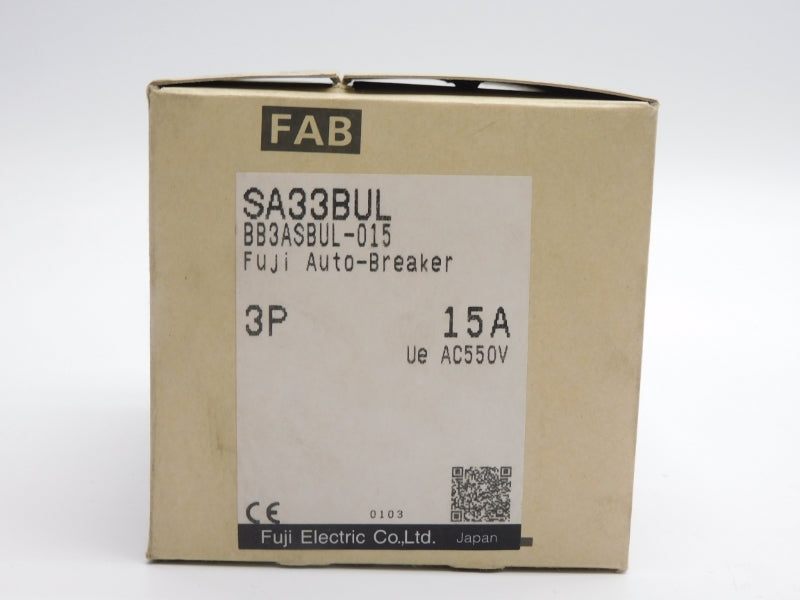 FAB
SA33BUL
BB3ASBUL-015
Fuji Auto-Breaker
3P 15A
Ue AC550V
CE 0103
Fuji Electric Co.,Ltd. Japan